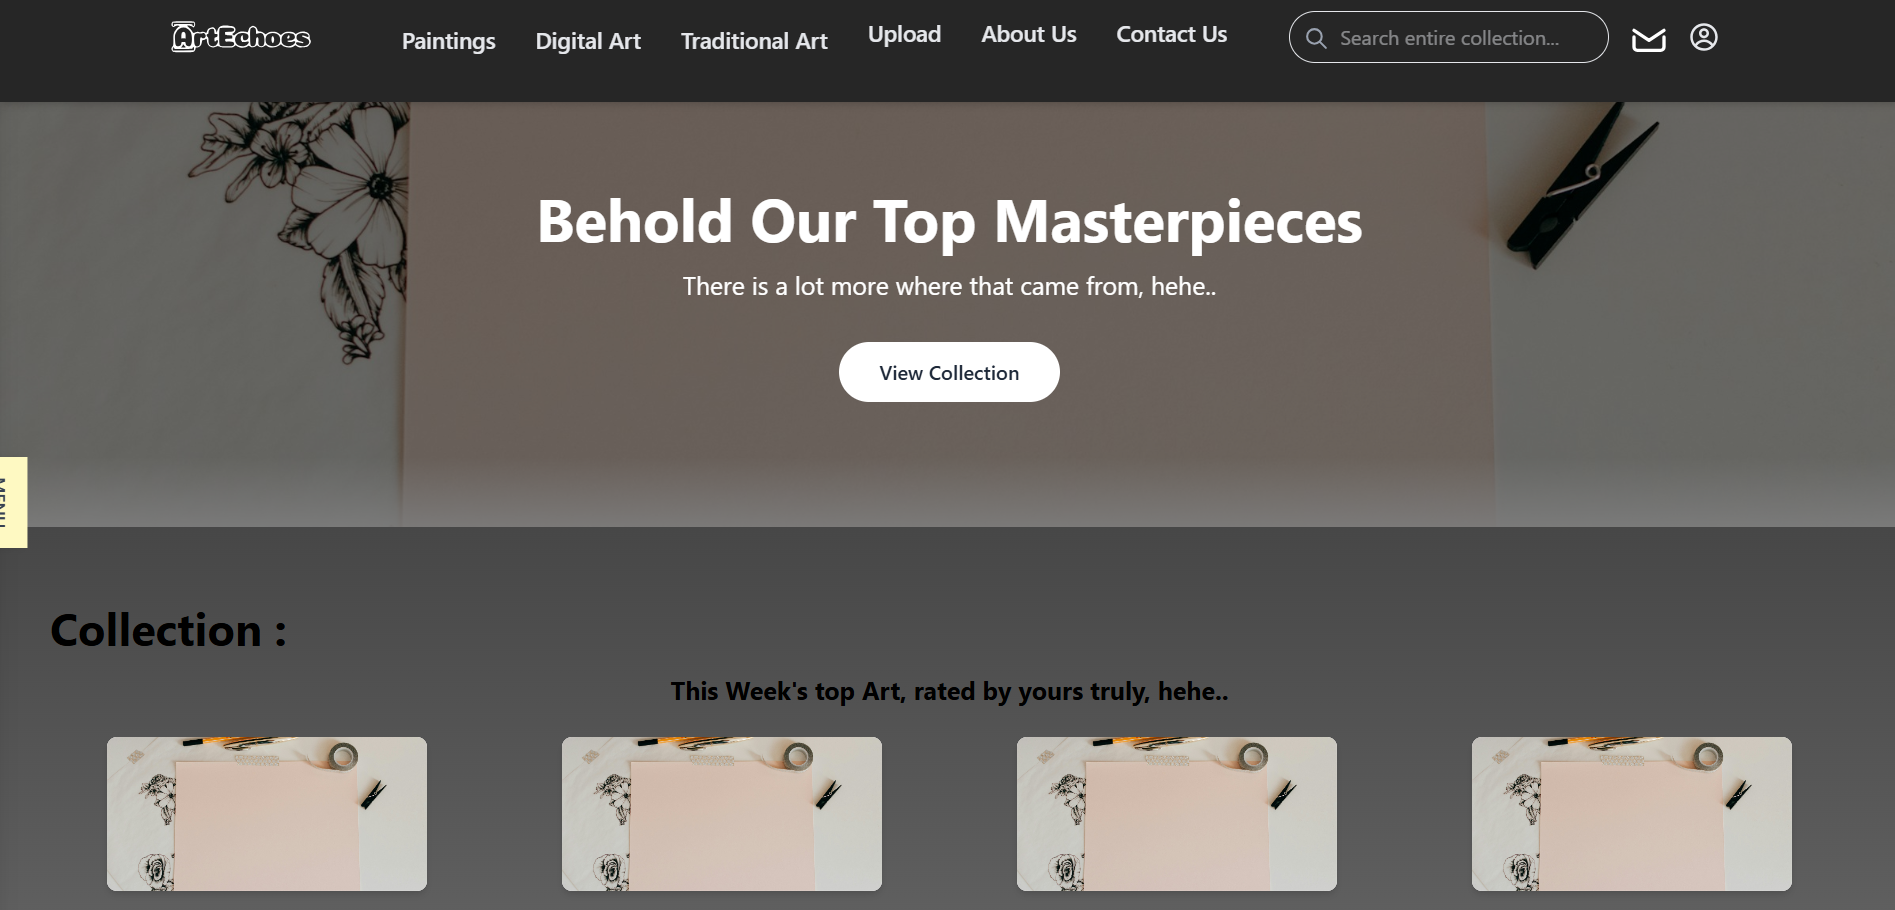 ArtEchoes
Paintings Digital Art Traditional Art Upload About Us Contact Us Search entire collection...
Behold Our Top Masterpieces
There is a lot more where that came from, hehe..
View Collection
MENU
Collection :
This Week's top Art, rated by yours truly, hehe..